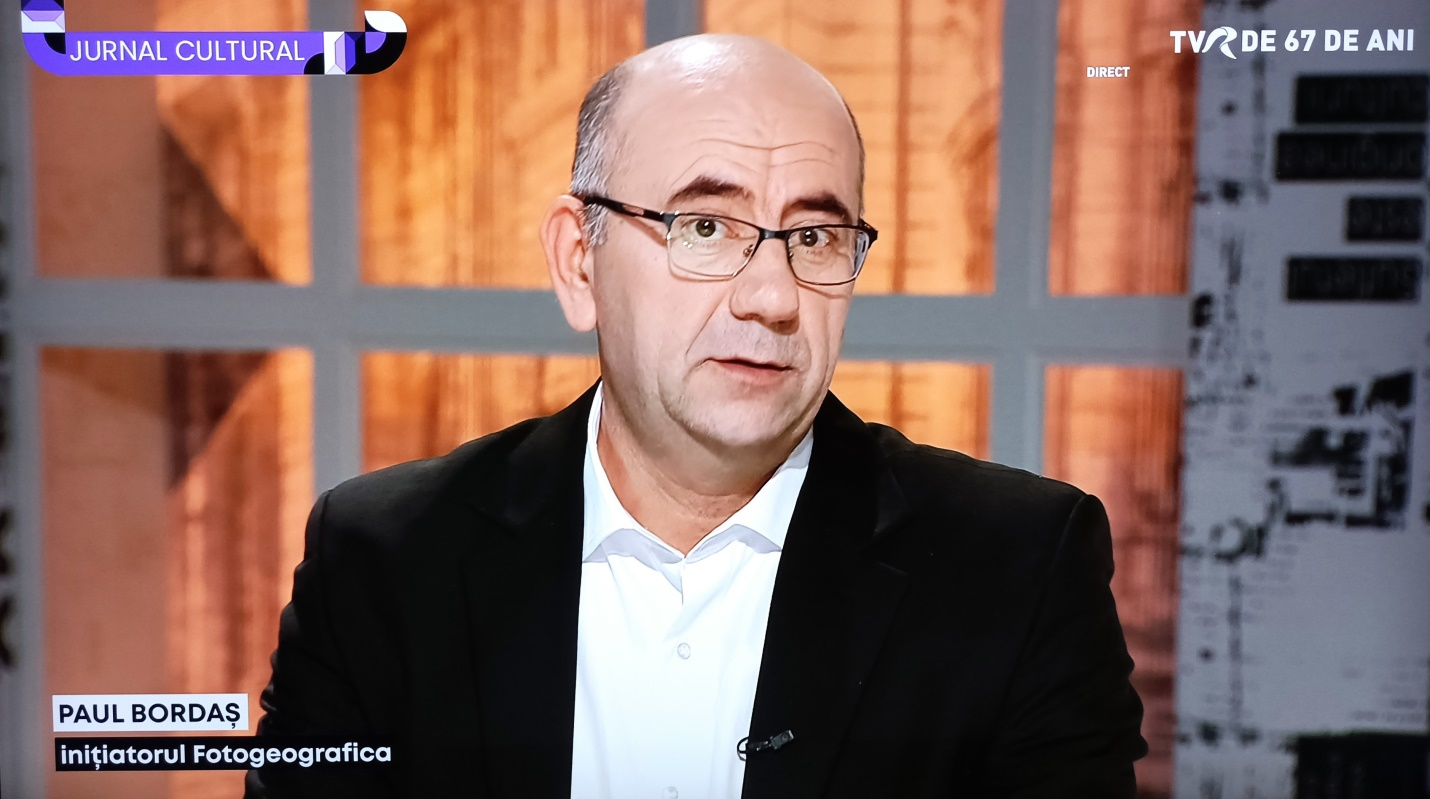 JURNAL CULTURAL
TVR DE 67 DE ANI
DIRECT
PAUL BORDAȘ
inițiatorul Fotogeografica